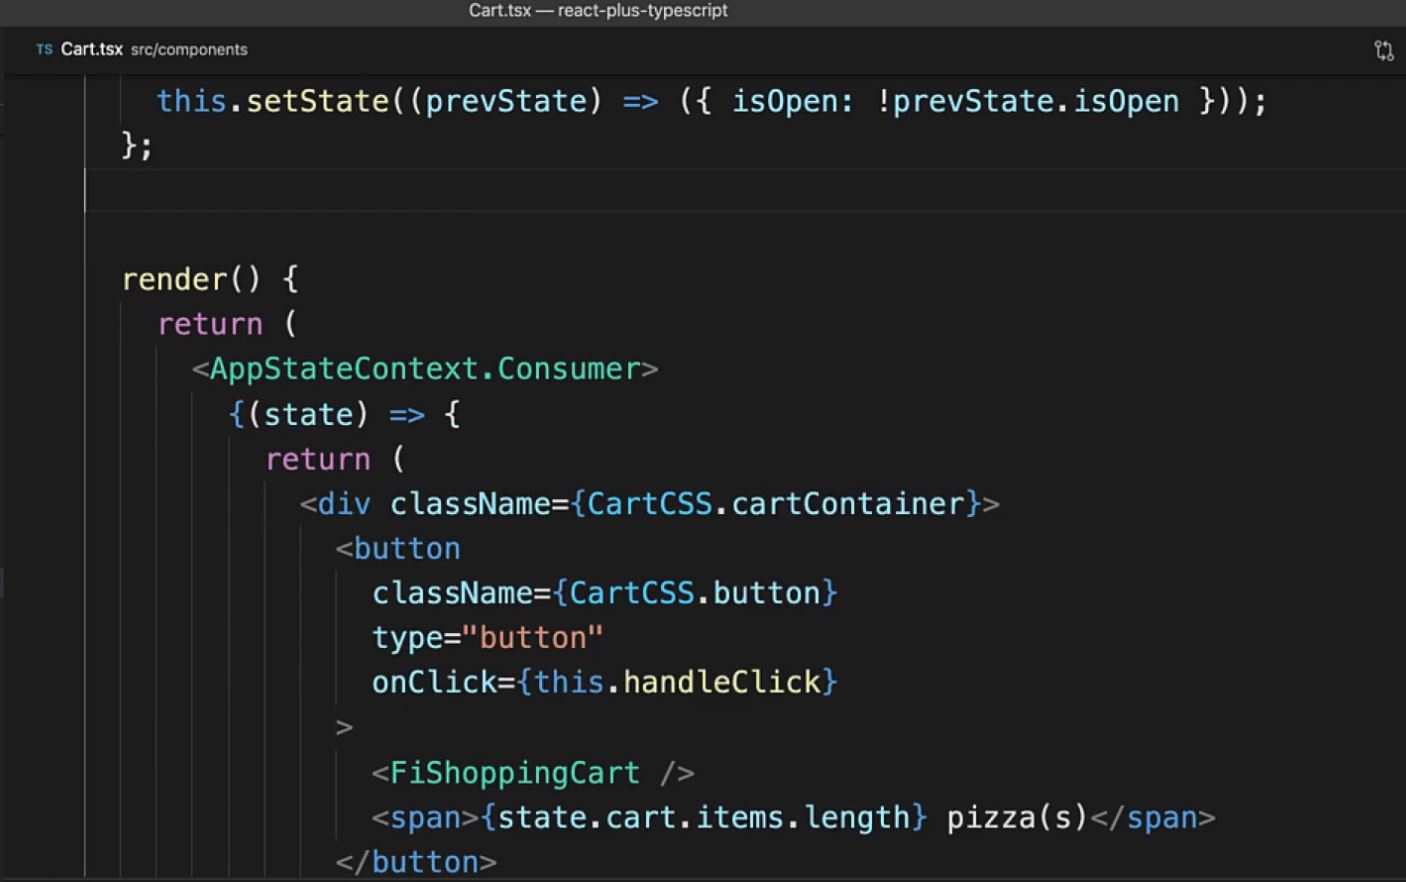 Cart.tsx — react-plus-typescript
TS Cart.tsx src/components
this.setState((prevState) => ({ isOpen: !prevState.isOpen }));
};
render() {
return (
<AppStateContext.Consumer>
{(state) => {
return (
<div className={CartCSS.cartContainer}>
<button
className={CartCSS.button}
type="button"
onClick={this.handleClick}
>
<FiShoppingCart />
<span>{state.cart.items.length} pizza(s)</span>
</button>